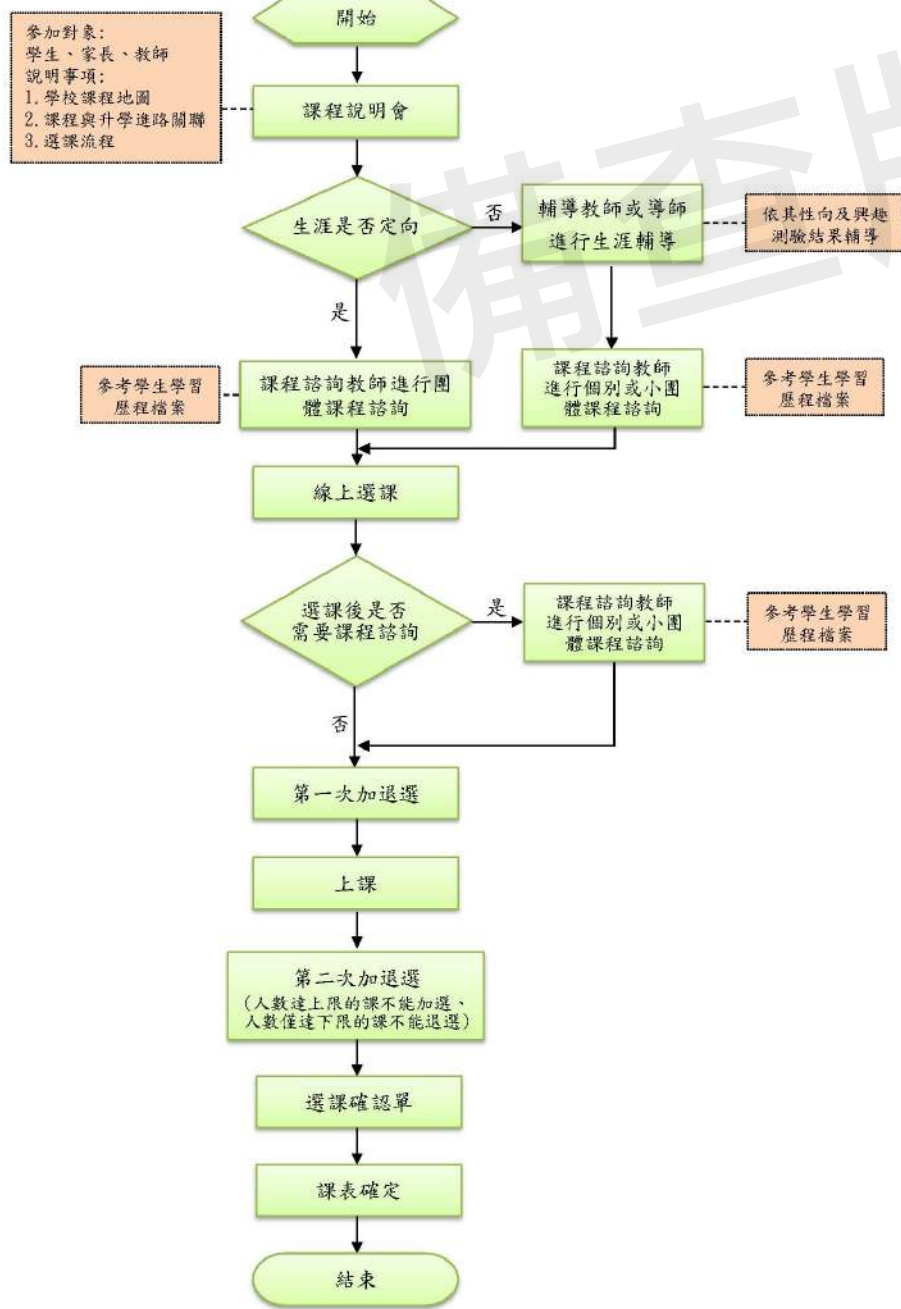 開始
參加對象:
學生、家長、教師
說明事項:
1.學校課程地圖
2.課程與升學進路關聯
3.選課流程
課程說明會
生涯是否定向
否
輔導教師或導師
進行生涯輔導
依其性向及興趣
測驗結果輔導
是
參考學生學習
歷程檔案
課程諮詢教師進行團
體課程諮詢
課程諮詢教師
進行個別或小團
體課程諮詢
參考學生學習
歷程檔案
線上選課
選課後是否
需要課程諮詢
是
課程諮詢教師
進行個別或小團
體課程諮詢
參考學生學習
歷程檔案
否
第一次加退選
上課
第二次加退選
(人數達上限的課不能加選、
人數僅達下限的課不能退選)
選課確認單
課表確定
結束
備查